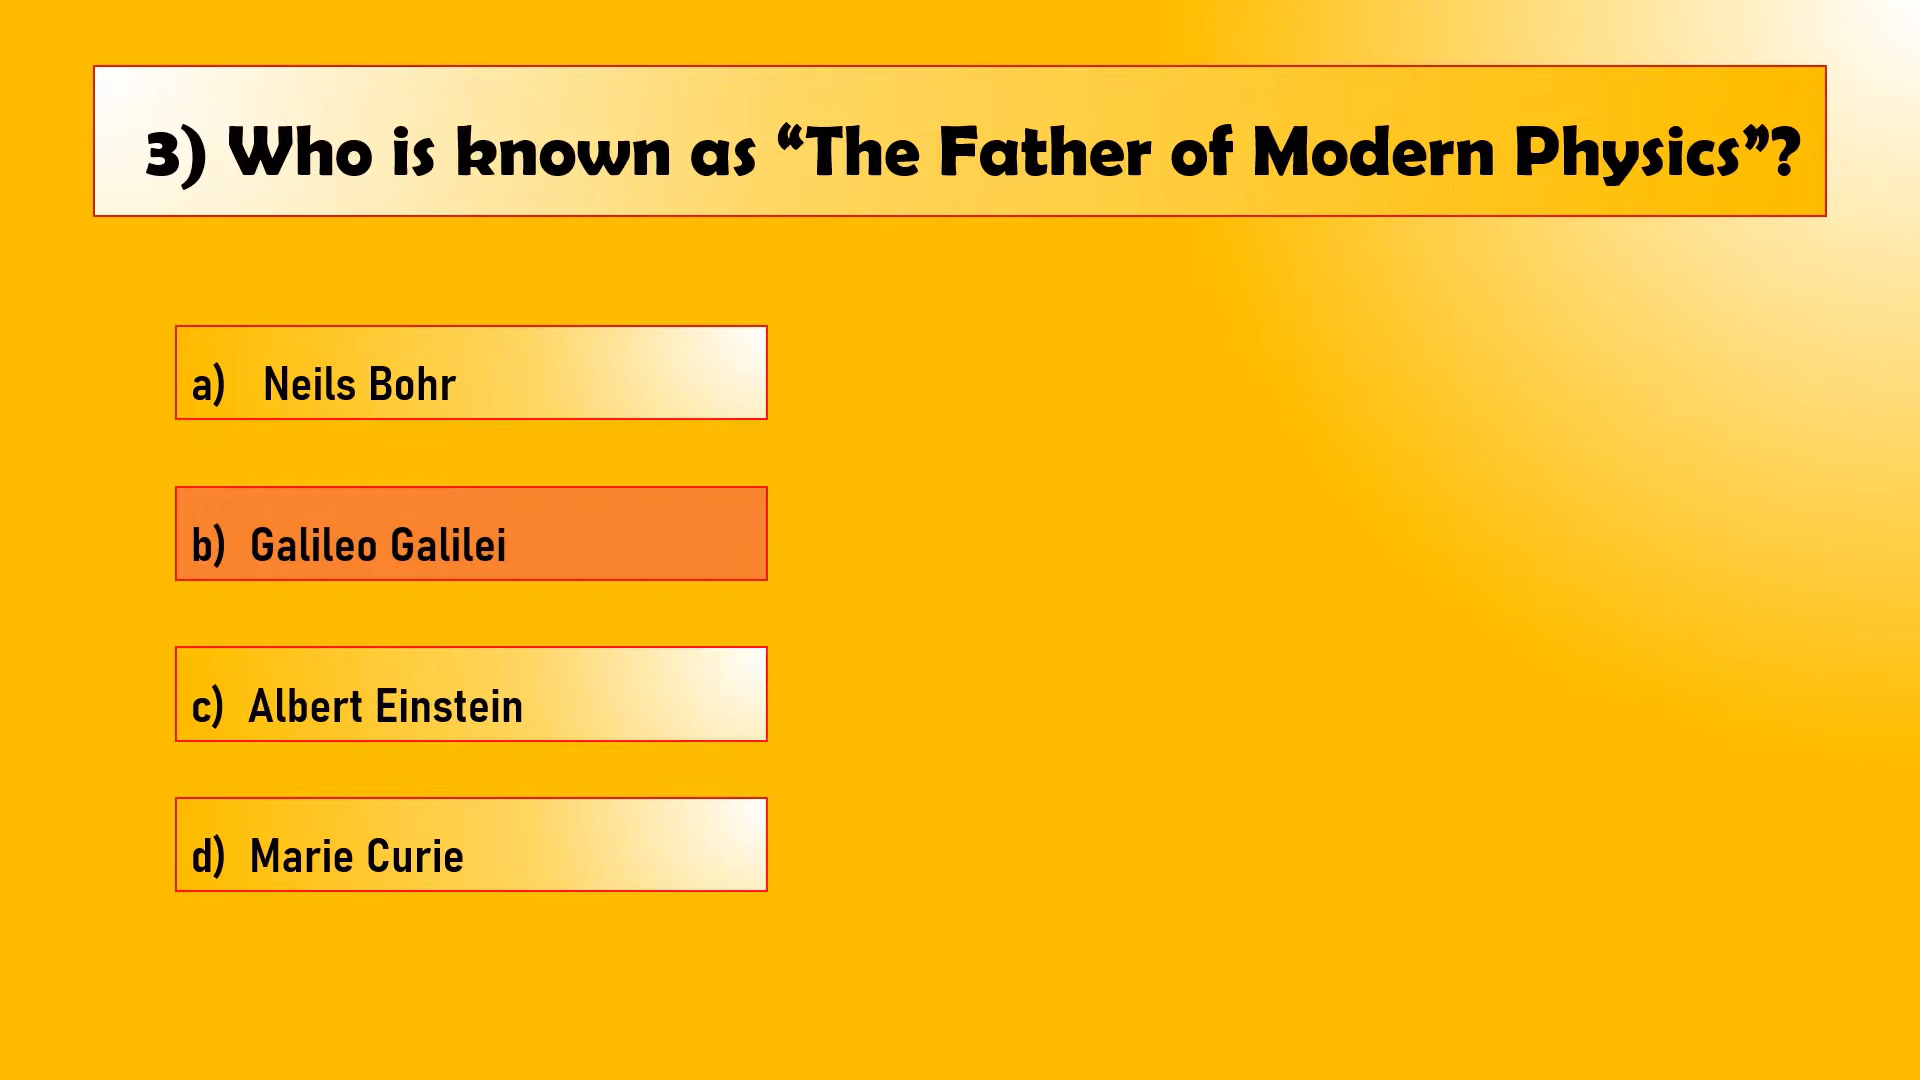 3) Who is known as “The Father of Modern Physics”?
a) Neils Bohr
b) Galileo Galilei
c) Albert Einstein
d) Marie Curie